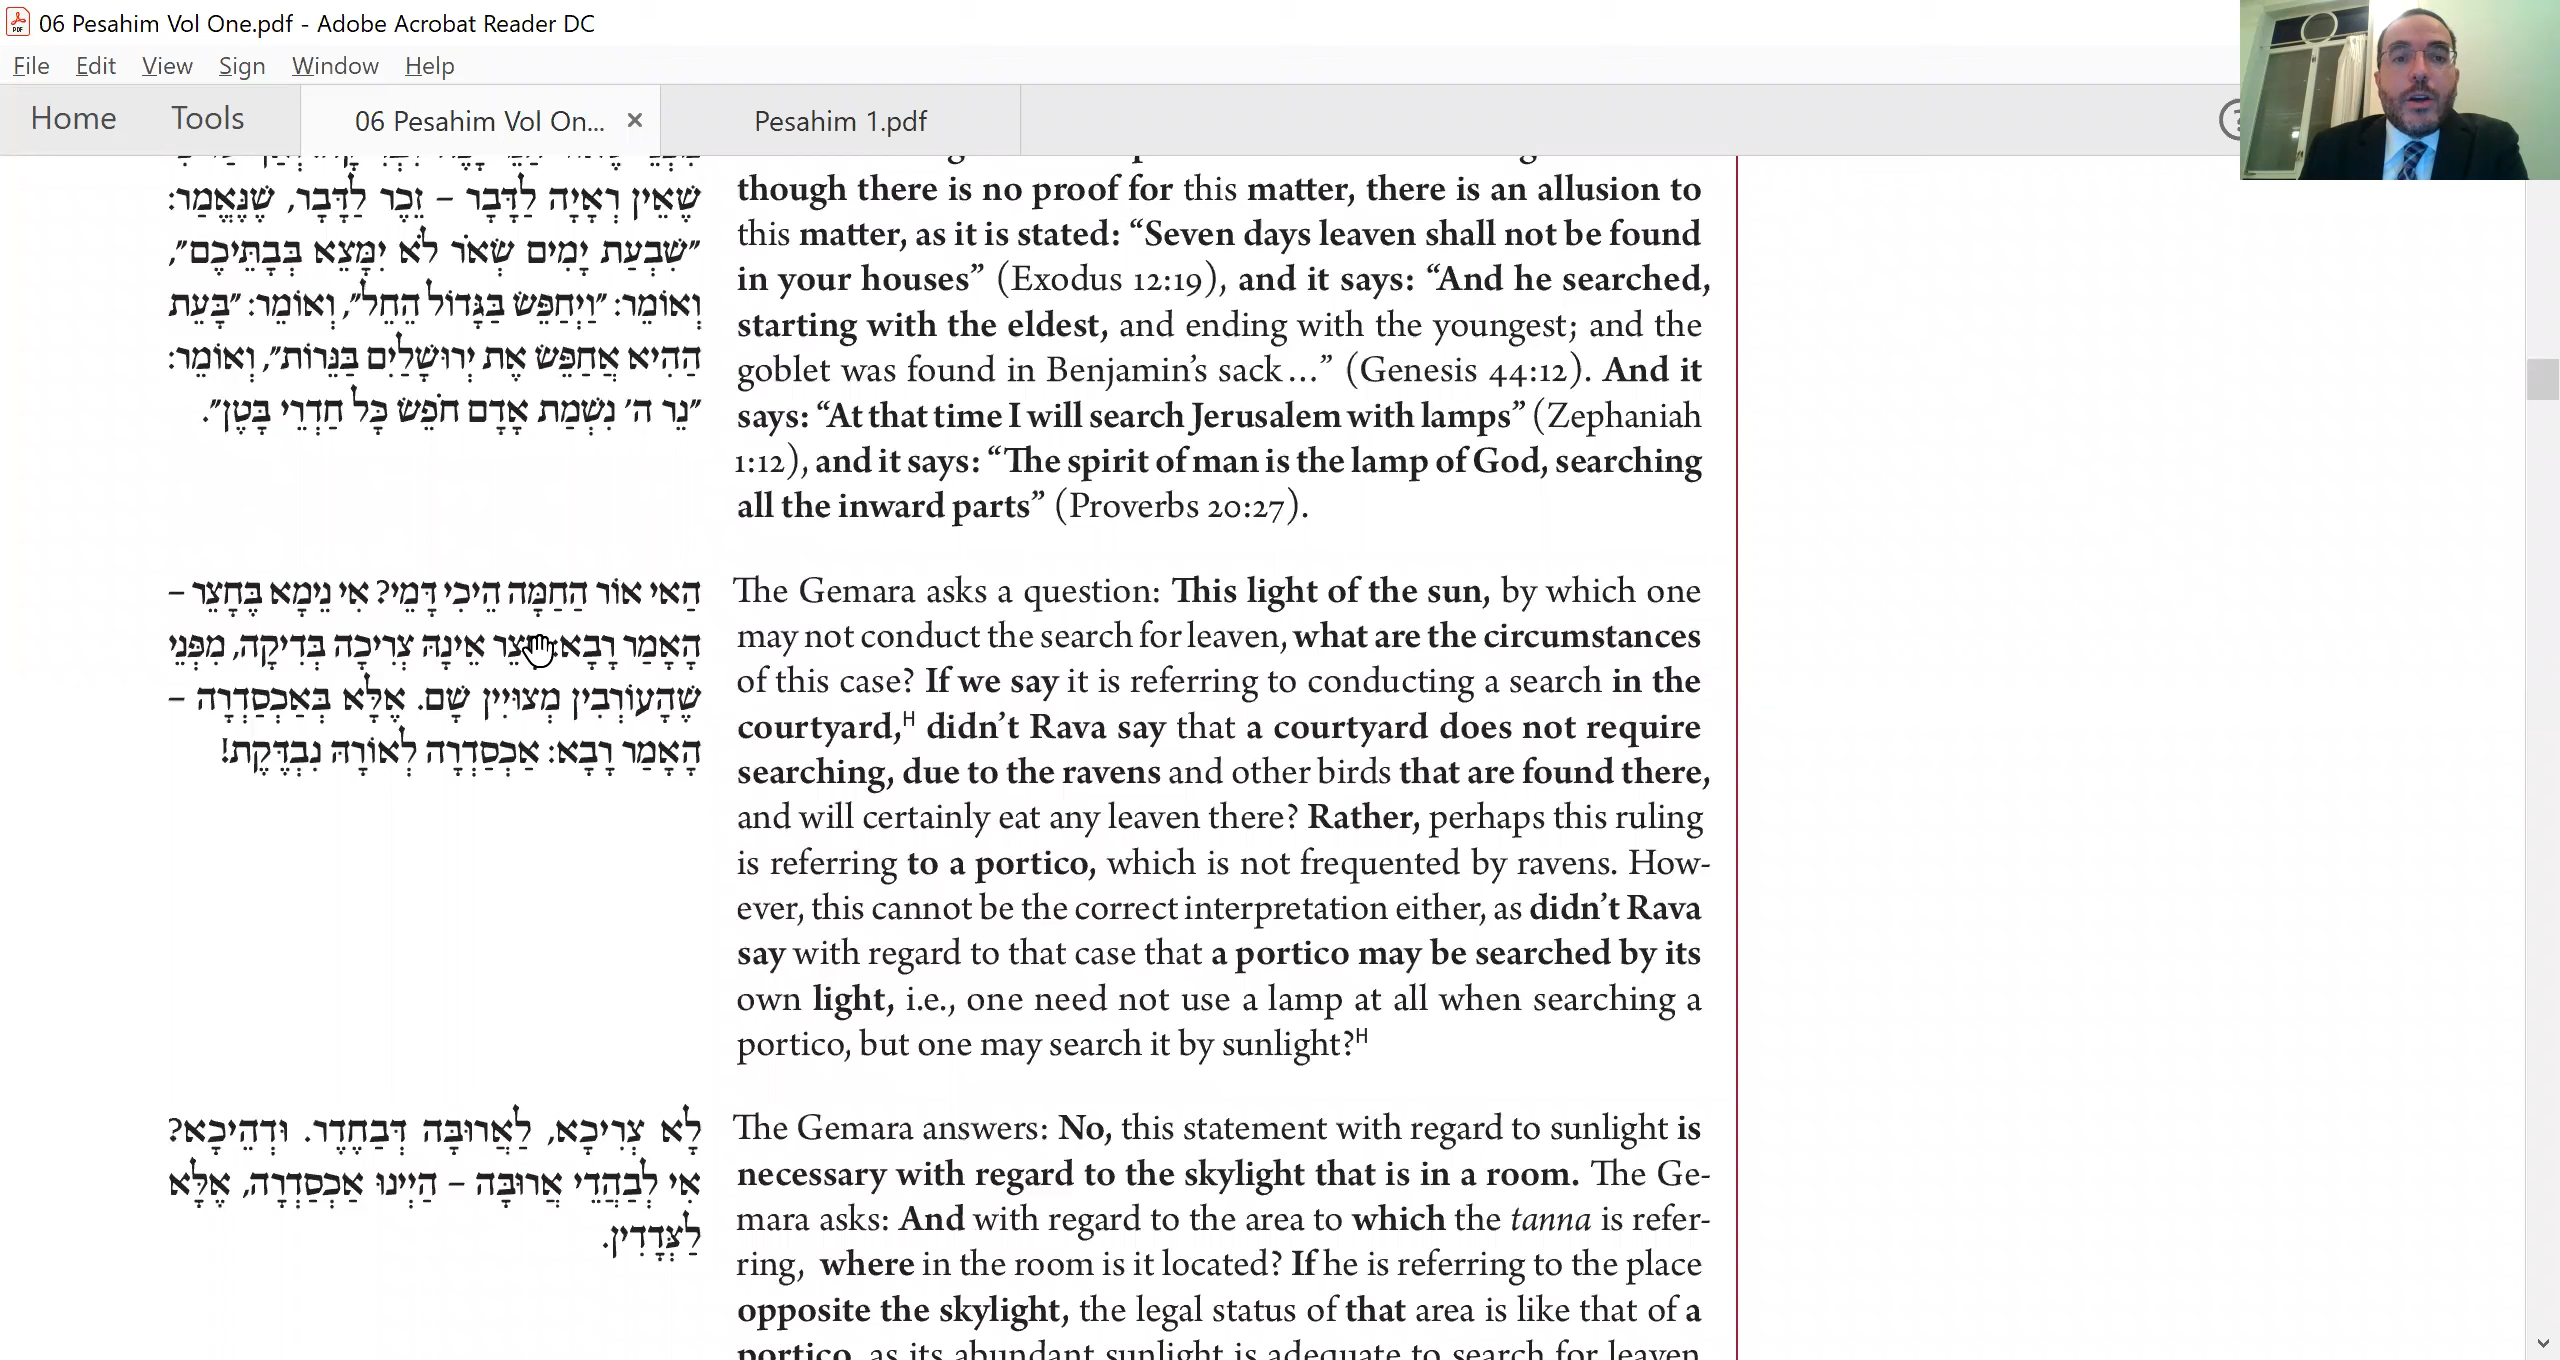 06 Pesahim Vol One.pdf - Adobe Acrobat Reader DC
File Edit View Sign Window Help
Home Tools 06 Pesahim Vol On... × Pesahim 1.pdf ?
שֶׁאֵין רְאָיָה לַדָּבָר – זֵכֶר לַדָּבָר, שֶׁנֶּאֱמַר:
״שִׁבְעַת יָמִים שְׂאֹר לֹא יִמָּצֵא בְּבָתֵּיכֶם״,
וְאוֹמֵר: ״וַיְחַפֵּשׂ בַּגָּדוֹל הֵחֵל״, וְאוֹמֵר: ״בָּעֵת
הַהִיא אֲחַפֵּשׂ אֶת יְרוּשָׁלַיִם בַּנֵּרוֹת״, וְאוֹמֵר:
״נֵר ה׳ נִשְׁמַת אָדָם חֹפֵשׂ כָּל חַדְרֵי בָטֶן״.
though there is no proof for this matter, there is an allusion to
this matter, as it is stated: “Seven days leaven shall not be found
in your houses” (Exodus 12:19), and it says: “And he searched,
starting with the eldest, and ending with the youngest; and the
goblet was found in Benjamin’s sack...” (Genesis 44:12). And it
says: “At that time I will search Jerusalem with lamps” (Zephaniah
1:12), and it says: “The spirit of man is the lamp of God, searching
all the inward parts” (Proverbs 20:27).
הַאי אוֹר הַחַמָּה הֵיכִי דָּמֵי? אִי נֵימָא בֶּחָצֵר –
הָאָמַר רָבָא: אֵינָהּ צְרִיכָה בְּדִיקָה, מִפְּנֵי
שֶׁהָעוֹרְבִין מְצוּיִין שָׁם. אֶלָּא בְּאַכְסַדְרָה –
הָאָמַר רָבָא: אַכְסַדְרָה לְאוֹרָהּ נִבְדֶּקֶת!
The Gemara asks a question: This light of the sun, by which one
may not conduct the search for leaven, what are the circumstances
of this case? If we say it is referring to conducting a search in the
courtyard,H didn’t Rava say that a courtyard does not require
searching, due to the ravens and other birds that are found there,
and will certainly eat any leaven there? Rather, perhaps this ruling
is referring to a portico, which is not frequented by ravens. How-
ever, this cannot be the correct interpretation either, as didn’t Rava
say with regard to that case that a portico may be searched by its
own light, i.e., one need not use a lamp at all when searching a
portico, but one may search it by sunlight?H
לָא צְרִיכָא, לַאֲרוּבָּה דְּבַחֶדֶר. וּדְהֵיכָא?
אִי לְבַהֲדֵי אֲרוּבָּה – הַיְינוּ אַכְסַדְרָה, אֶלָּא
לַצְּדָדִין.
The Gemara answers: No, this statement with regard to sunlight is
necessary with regard to the skylight that is in a room. The Ge-
mara asks: And with regard to the area to which the tanna is refer-
ring, where in the room is it located? If he is referring to the place
opposite the skylight, the legal status of that area is like that of a
portico, as its abundant sunlight is adequate to search for leaven